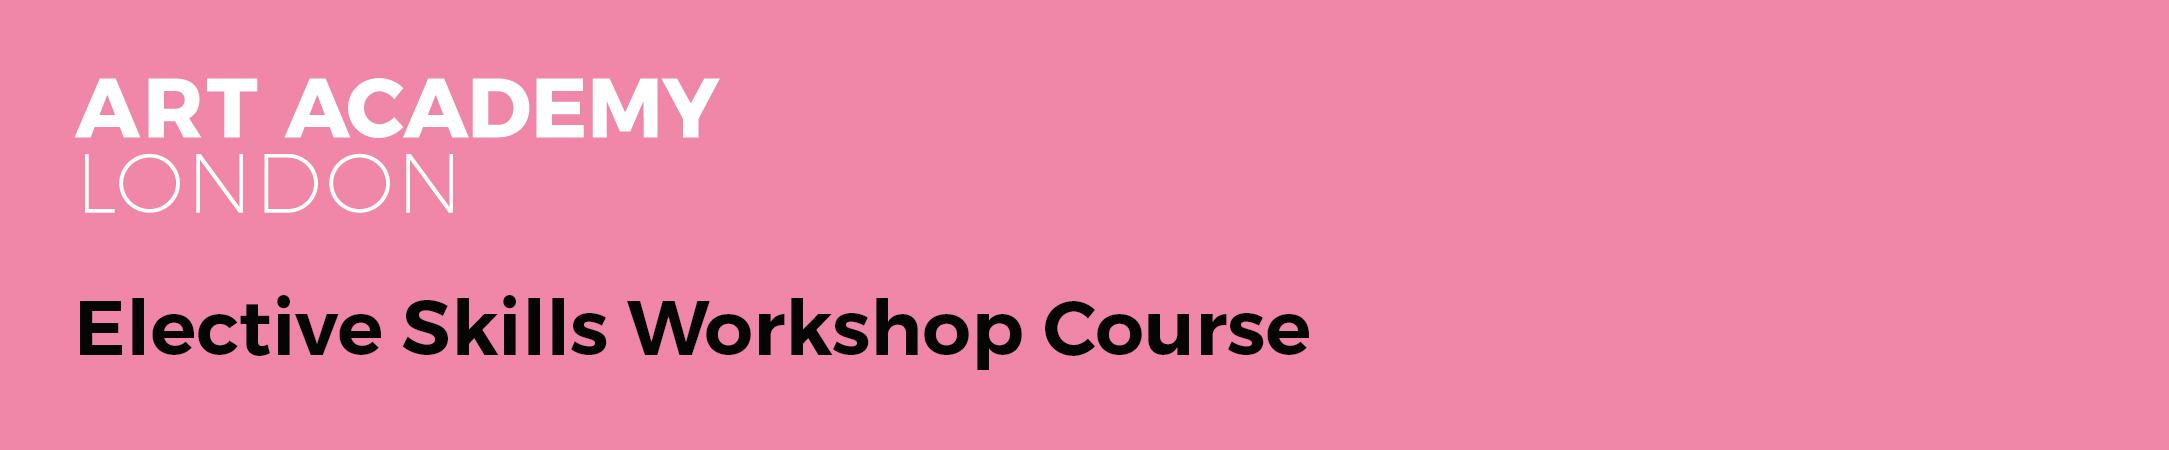 ART ACADEMY
LONDON
Elective Skills Workshop Course